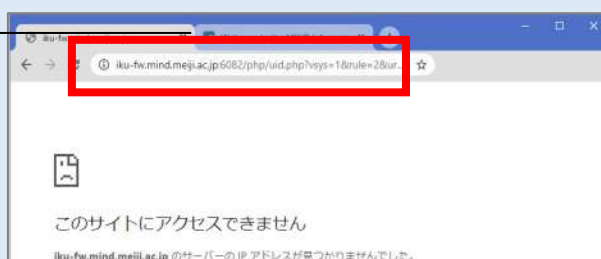 iku-fw.mind.meiji.ac.jp:6082/php/uid.php?vsys=1&rule=2&ur...
このサイトにアクセスできません
iku-fw.mind.meiji.ac.jp のサーバーの IP アドレスが見つかりませんでした。